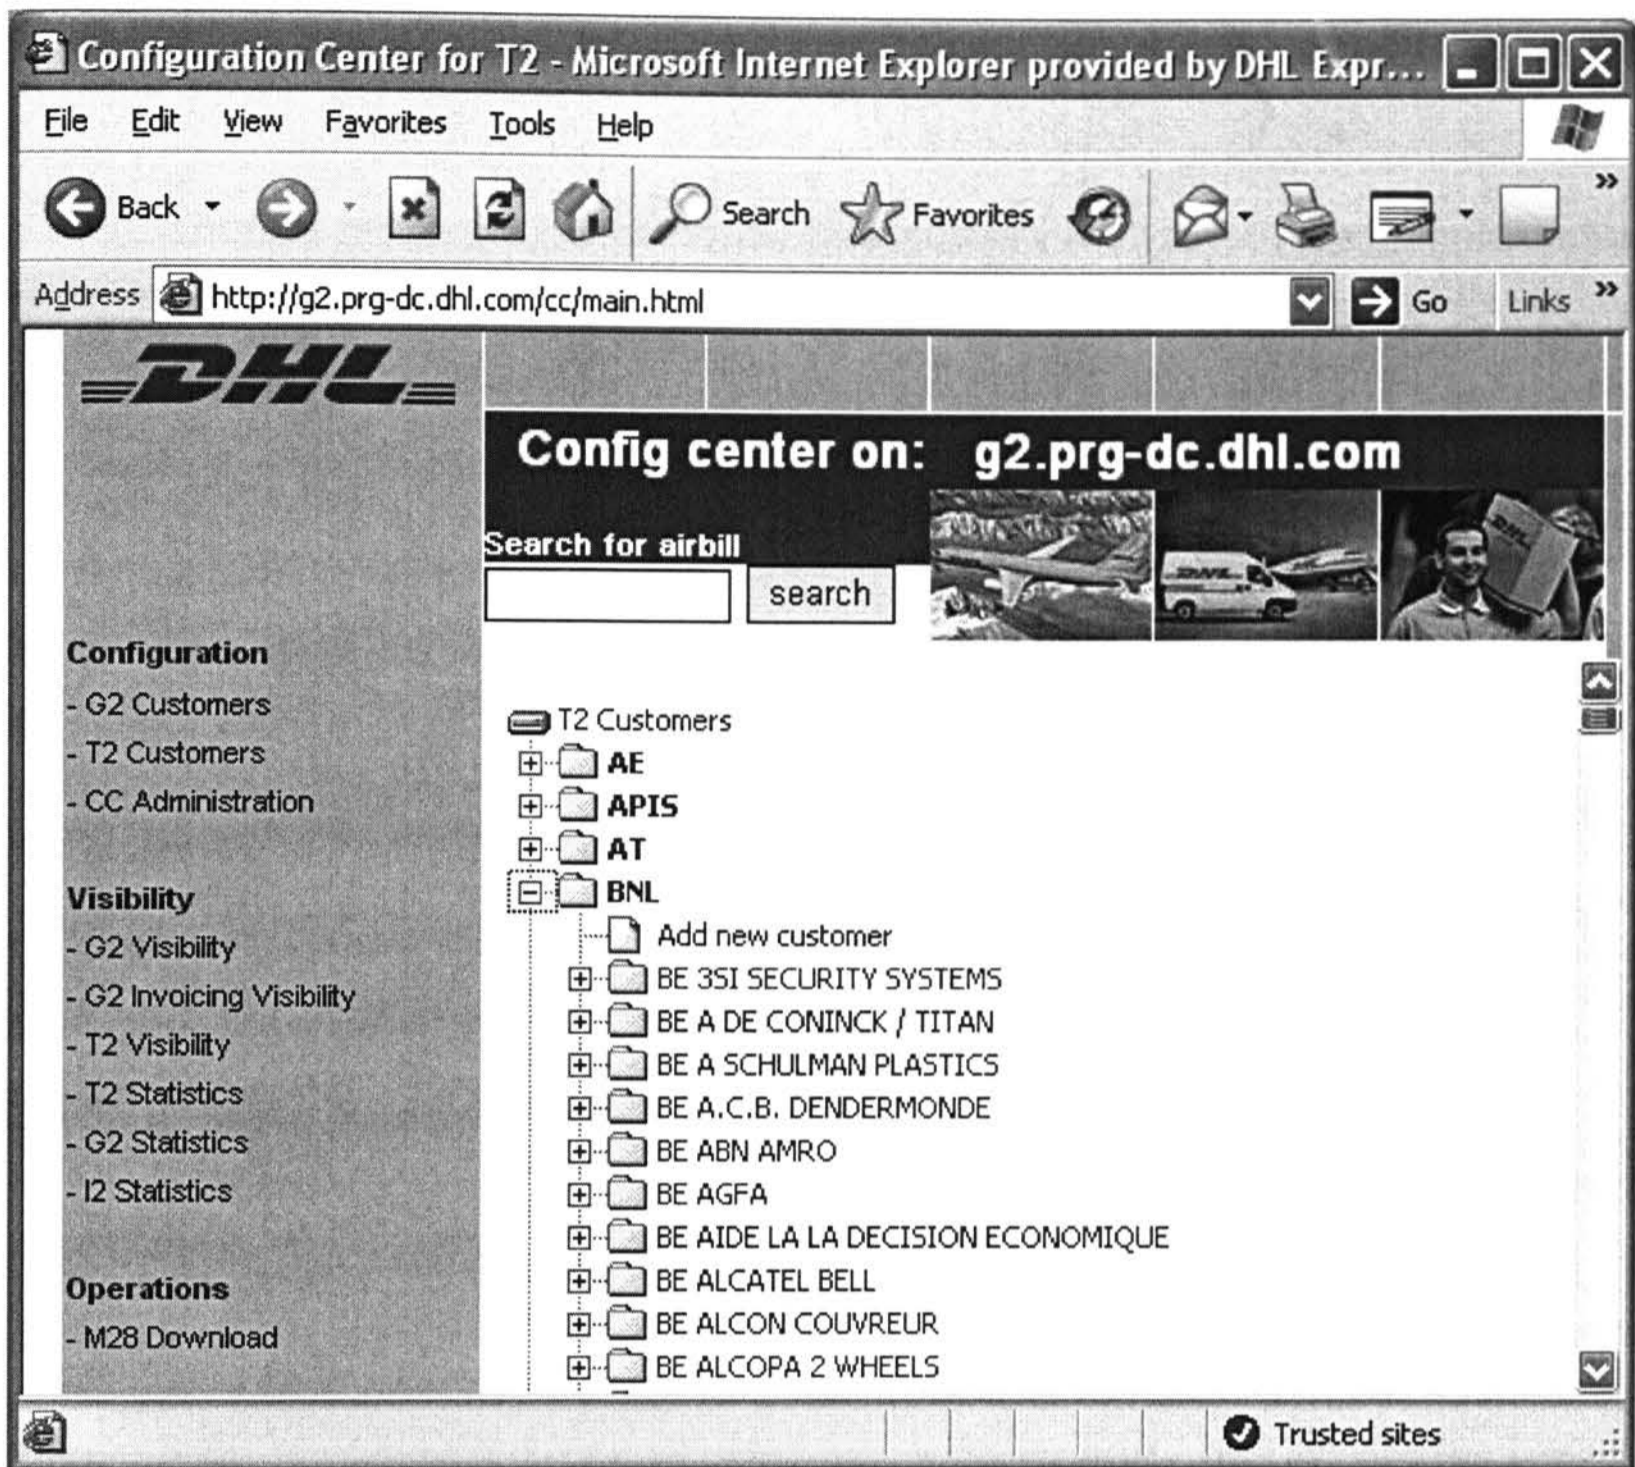 Configuration Center for T2 - Microsoft Internet Explorer provided by DHL Expr...
File Edit View Favorites Tools Help
Back Search Favorites
Address http://g2.prg-dc.dhl.com/cc/main.html Go Links
DHL
Config center on: g2.prg-dc.dhl.com
Search for airbill
search
Configuration
- G2 Customers
- T2 Customers
- CC Administration
Visibility
- G2 Visibility
- G2 Invoicing Visibility
- T2 Visibility
- T2 Statistics
- G2 Statistics
- I2 Statistics
Operations
- M28 Download
T2 Customers
AE
APIS
AT
BNL
Add new customer
BE 3SI SECURITY SYSTEMS
BE A DE CONINCK / TITAN
BE A SCHULMAN PLASTICS
BE A.C.B. DENDERMONDE
BE ABN AMRO
BE AGFA
BE AIDE LA LA DECISION ECONOMIQUE
BE ALCATEL BELL
BE ALCON COUVREUR
BE ALCOPA 2 WHEELS
DHL
DHL
Trusted sites